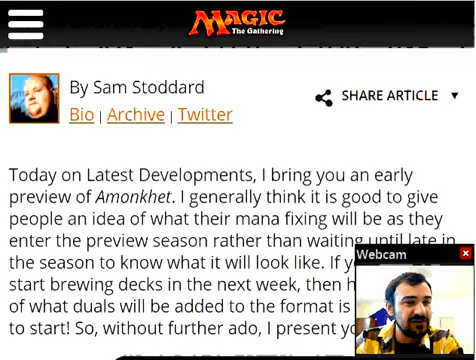 MAGIC
The Gathering
By Sam Stoddard
Bio | Archive | Twitter
SHARE ARTICLE
Today on Latest Developments, I bring you an early
preview of Amonkhet. I generally think it is good to give
people an idea of what their mana fixing will be as they
enter the preview season rather than waiting until late in
the season to know what it will look like. If
start brewing decks in the next week, then
of what duals will be added to the format is
to start! So, without further ado, I present
Webcam